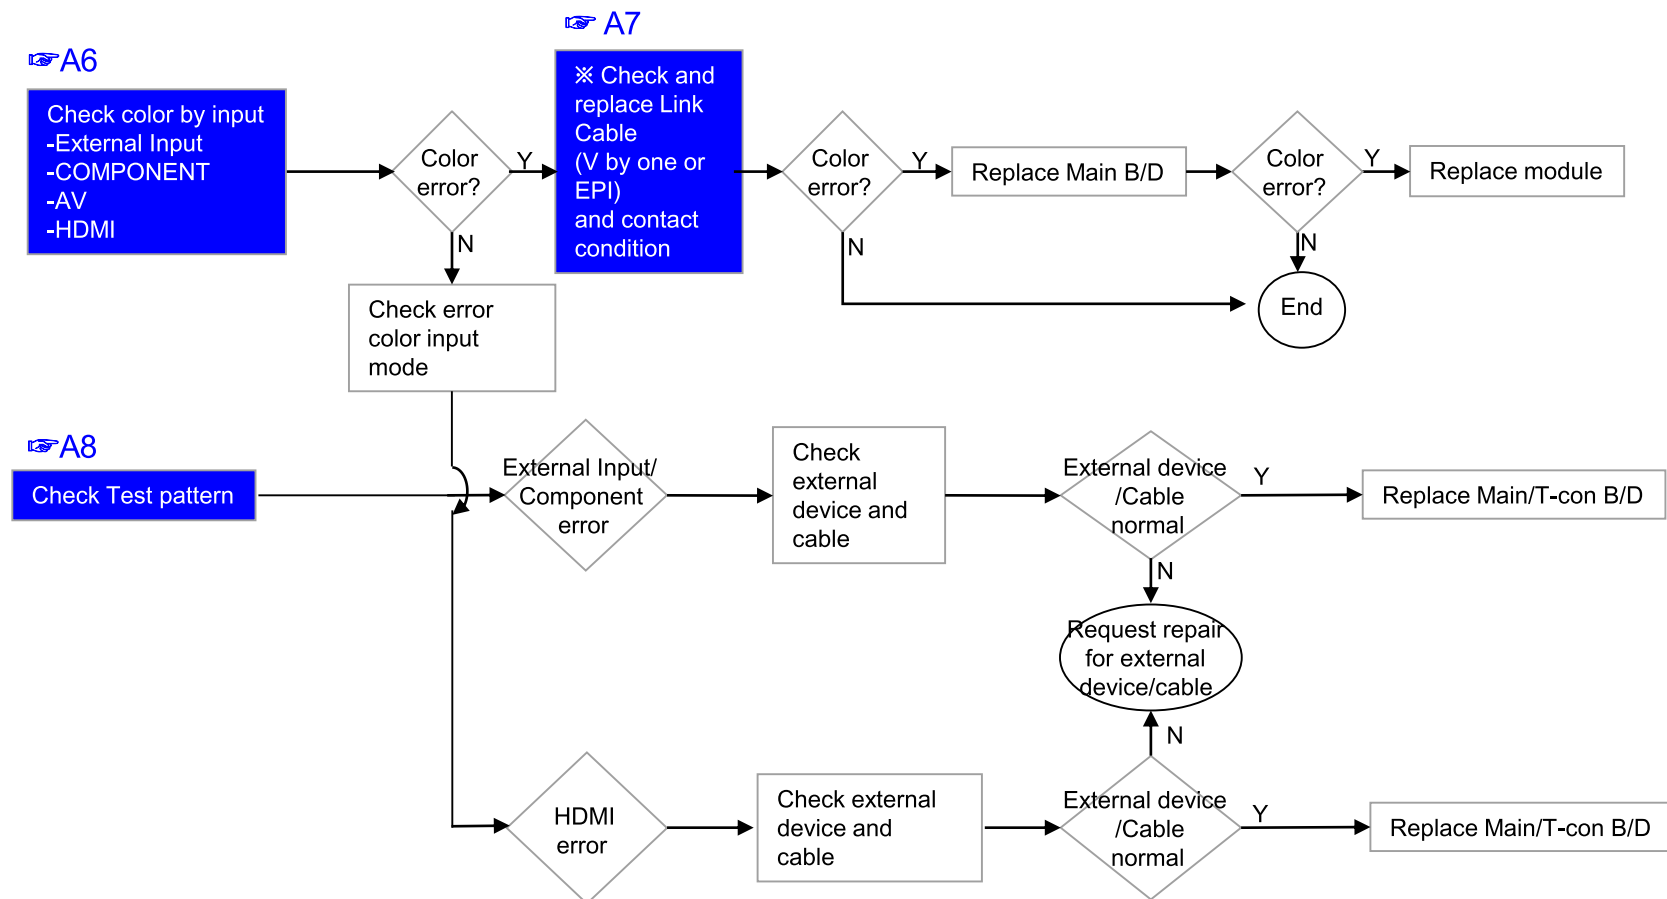 ☞ A7
☞A6
Check color by input
-External Input
-COMPONENT
-AV
-HDMI
Color
error?
Y
N
※ Check and
replace Link
Cable
(V by one or
EPI)
and contact
condition
Color
error?
Y
N
Replace Main B/D
Color
error?
Y
N
Replace module
End
Check error
color input
mode
☞A8
Check Test pattern
External Input/
Component
error
Check
external
device and
cable
External device
/Cable
normal
Y
N
Replace Main/T-con B/D
Request repair
for external
device/cable
N
HDMI
error
Check external
device and
cable
External device
/Cable
normal
Y
Replace Main/T-con B/D